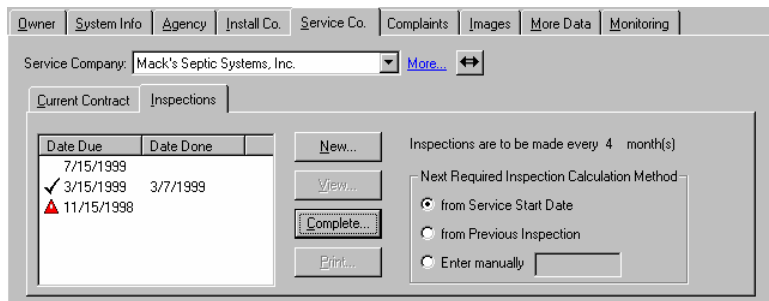 Owner System Info Agency Install Co. Service Co. Complaints Images More Data Monitoring
Service Company: Mack's Septic Systems, Inc. More...
Current Contract Inspections
Date Due Date Done
7/15/1999
3/15/1999 3/7/1999
11/15/1998
New...
View...
Complete...
Print...
Inspections are to be made every 4 month(s)
Next Required Inspection Calculation Method
from Service Start Date
from Previous Inspection
Enter manually